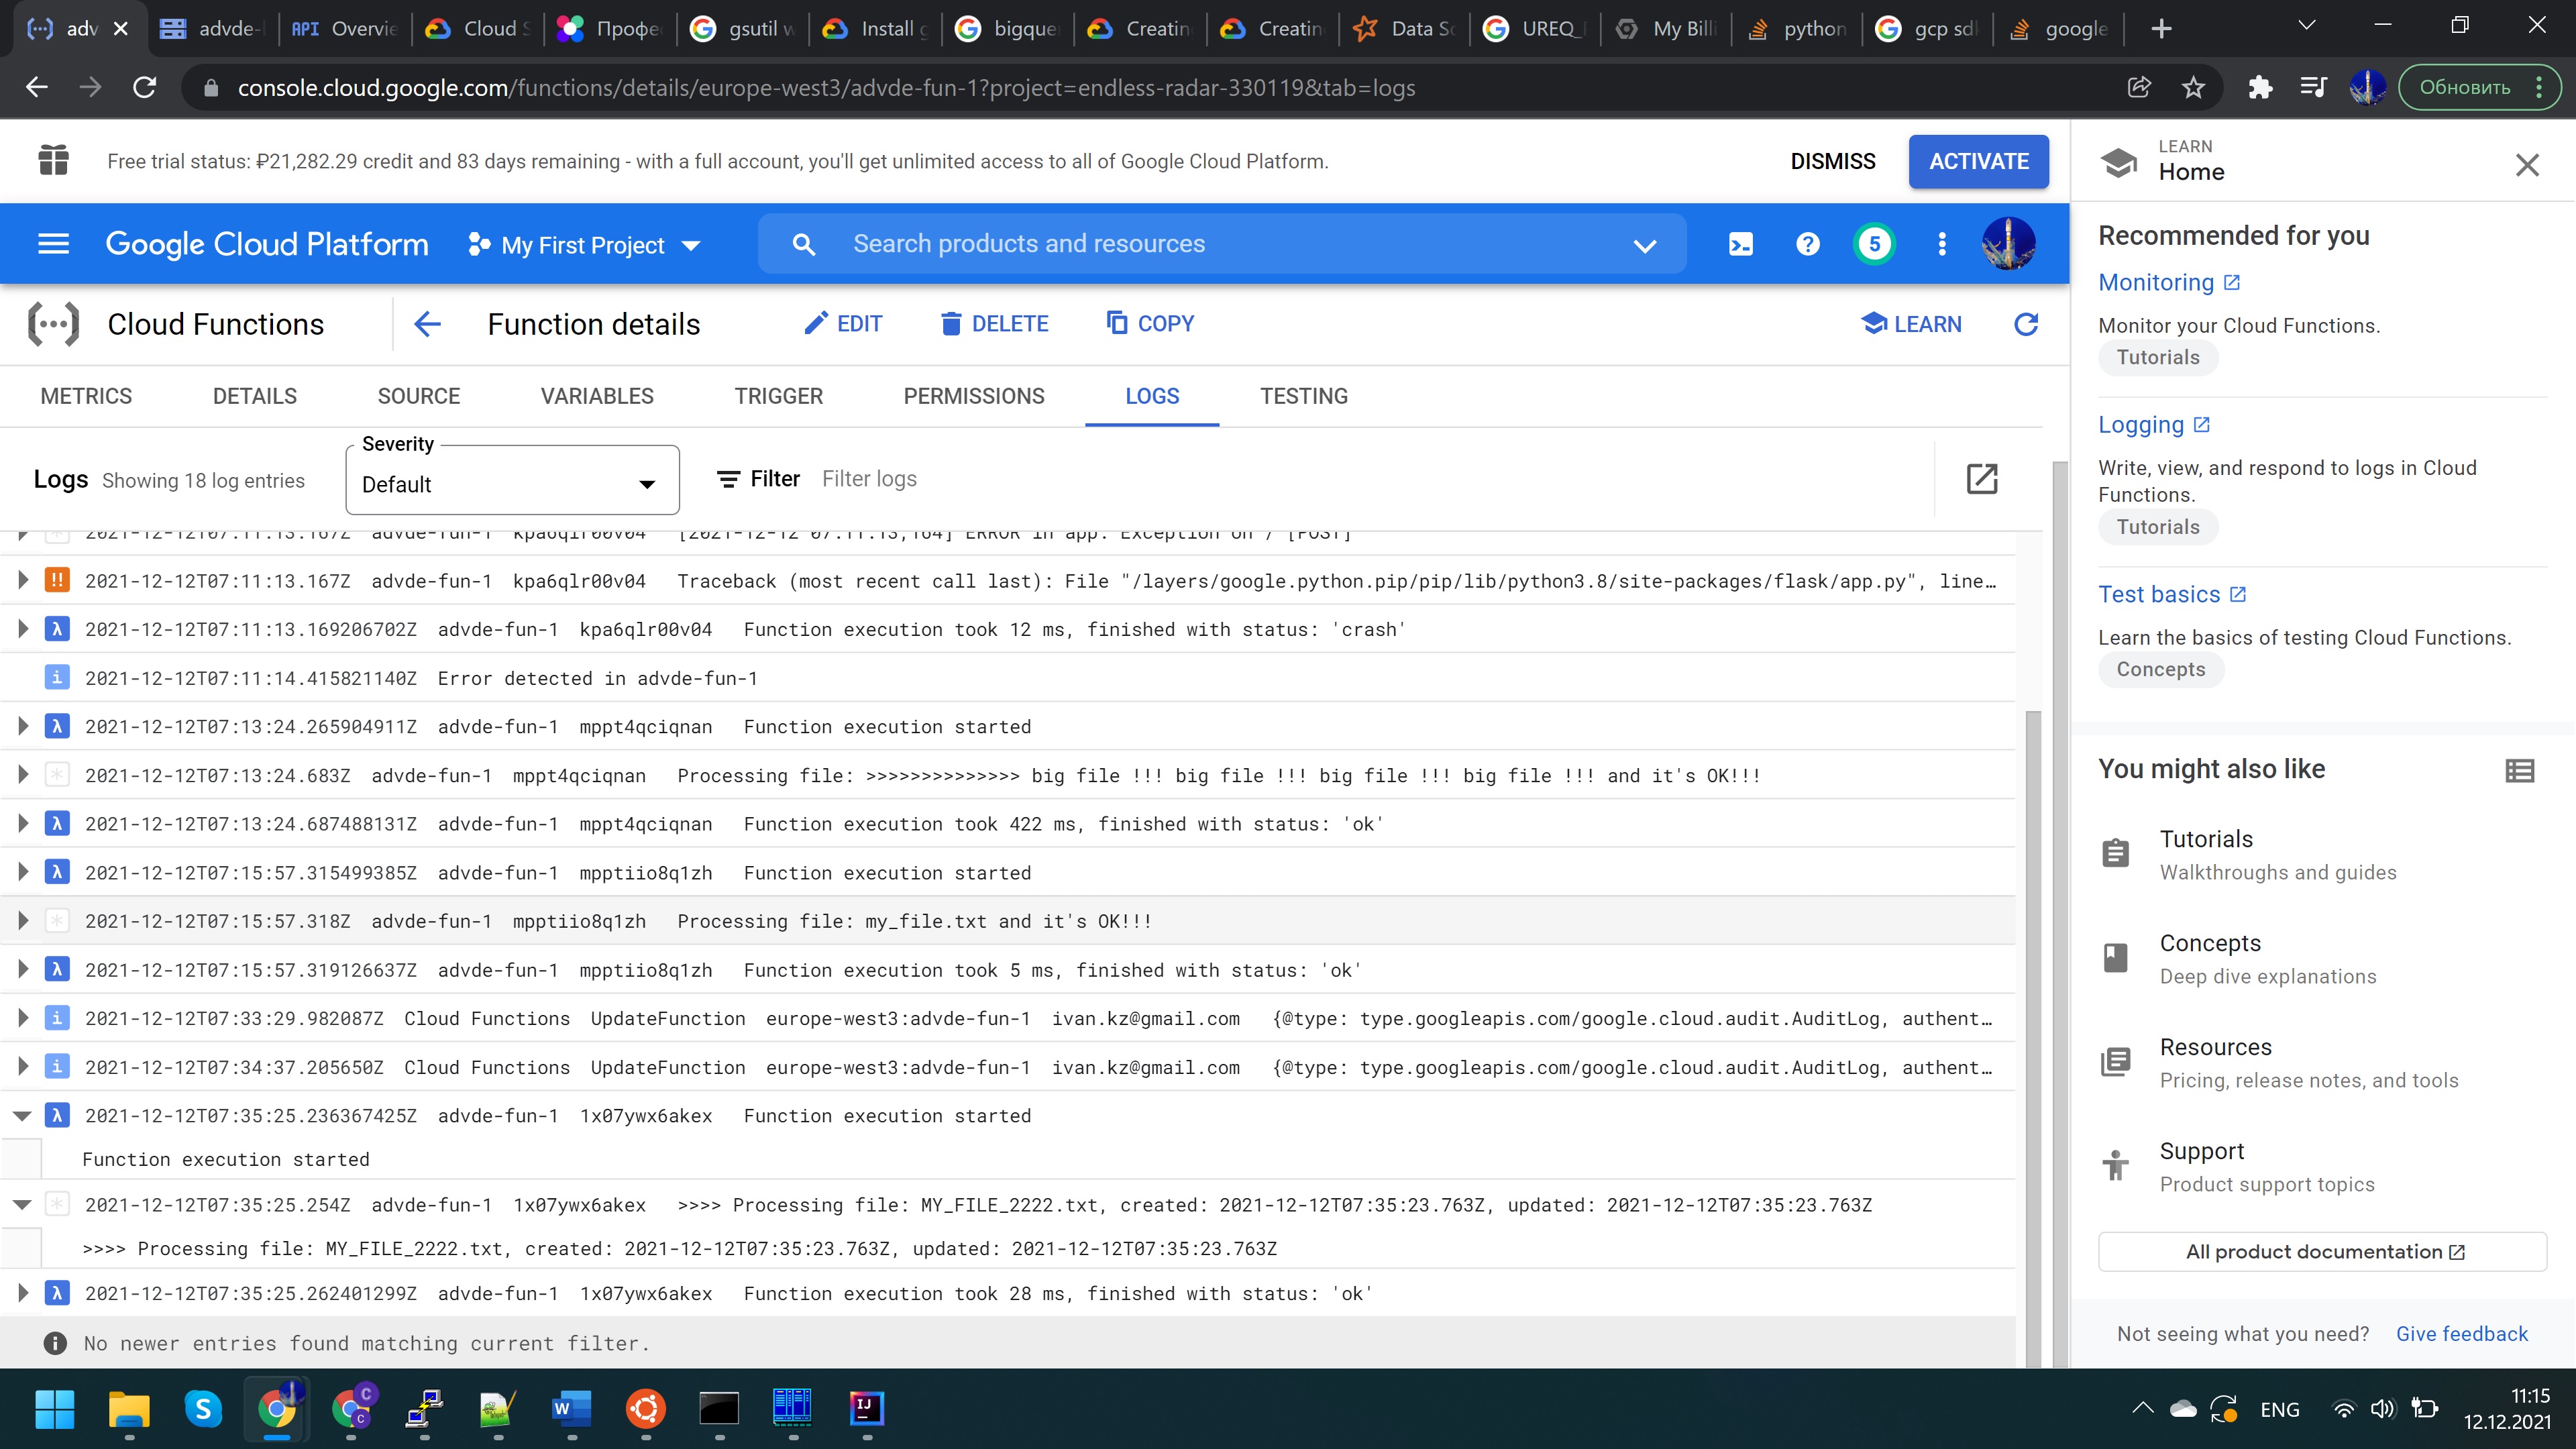 adv
advde-
API Overvie
Cloud S
Профе
gsutil w
Install g
bigque
Creatin
Creatin
Data Sc
UREQ_
My Billi
python
gcp sdk
google
console.cloud.google.com/functions/details/europe-west3/advde-fun-1?project=endless-radar-330119&tab=logs
Обновить
Free trial status: ₽21,282.29 credit and 83 days remaining - with a full account, you'll get unlimited access to all of Google Cloud Platform.
DISMISS
ACTIVATE
Google Cloud Platform
My First Project
Search products and resources
5
Cloud Functions
Function details
EDIT
DELETE
COPY
LEARN
METRICS
DETAILS
SOURCE
VARIABLES
TRIGGER
PERMISSIONS
LOGS
TESTING
Logs Showing 18 log entries
Severity
Default
Filter Filter logs
2021-12-12T07:11:13.167Z advde-fun-1 kpa6qlr00v04 [2021-12-12 07:11:13,164] ERROR in app: Exception on / [POST]
!! 2021-12-12T07:11:13.167Z advde-fun-1 kpa6qlr00v04 Traceback (most recent call last): File "/layers/google.python.pip/pip/lib/python3.8/site-packages/flask/app.py", line…
λ 2021-12-12T07:11:13.169206702Z advde-fun-1 kpa6qlr00v04 Function execution took 12 ms, finished with status: 'crash'
i 2021-12-12T07:11:14.415821140Z Error detected in advde-fun-1
λ 2021-12-12T07:13:24.265904911Z advde-fun-1 mppt4qciqnan Function execution started
* 2021-12-12T07:13:24.683Z advde-fun-1 mppt4qciqnan Processing file: >>>>>>>>>>>>>> big file !!! big file !!! big file !!! big file !!! and it's OK!!!
λ 2021-12-12T07:13:24.687488131Z advde-fun-1 mppt4qciqnan Function execution took 422 ms, finished with status: 'ok'
λ 2021-12-12T07:15:57.315499385Z advde-fun-1 mpptiio8q1zh Function execution started
* 2021-12-12T07:15:57.318Z advde-fun-1 mpptiio8q1zh Processing file: my_file.txt and it's OK!!!
λ 2021-12-12T07:15:57.319126637Z advde-fun-1 mpptiio8q1zh Function execution took 5 ms, finished with status: 'ok'
i 2021-12-12T07:33:29.982087Z Cloud Functions UpdateFunction europe-west3:advde-fun-1 ivan.kz@gmail.com {@type: type.googleapis.com/google.cloud.audit.AuditLog, authent…
i 2021-12-12T07:34:37.205650Z Cloud Functions UpdateFunction europe-west3:advde-fun-1 ivan.kz@gmail.com {@type: type.googleapis.com/google.cloud.audit.AuditLog, authent…
λ 2021-12-12T07:35:25.236367425Z advde-fun-1 1x07ywx6akex Function execution started
Function execution started
* 2021-12-12T07:35:25.254Z advde-fun-1 1x07ywx6akex >>>> Processing file: MY_FILE_2222.txt, created: 2021-12-12T07:35:23.763Z, updated: 2021-12-12T07:35:23.763Z
>>>> Processing file: MY_FILE_2222.txt, created: 2021-12-12T07:35:23.763Z, updated: 2021-12-12T07:35:23.763Z
λ 2021-12-12T07:35:25.262401299Z advde-fun-1 1x07ywx6akex Function execution took 28 ms, finished with status: 'ok'
No newer entries found matching current filter.
LEARN
Home
Recommended for you
Monitoring
Monitor your Cloud Functions.
Tutorials
Logging
Write, view, and respond to logs in Cloud
Functions.
Tutorials
Test basics
Learn the basics of testing Cloud Functions.
Concepts
You might also like
Tutorials
Walkthroughs and guides
Concepts
Deep dive explanations
Resources
Pricing, release notes, and tools
Support
Product support topics
All product documentation
Not seeing what you need? Give feedback
ENG
11:15
12.12.2021